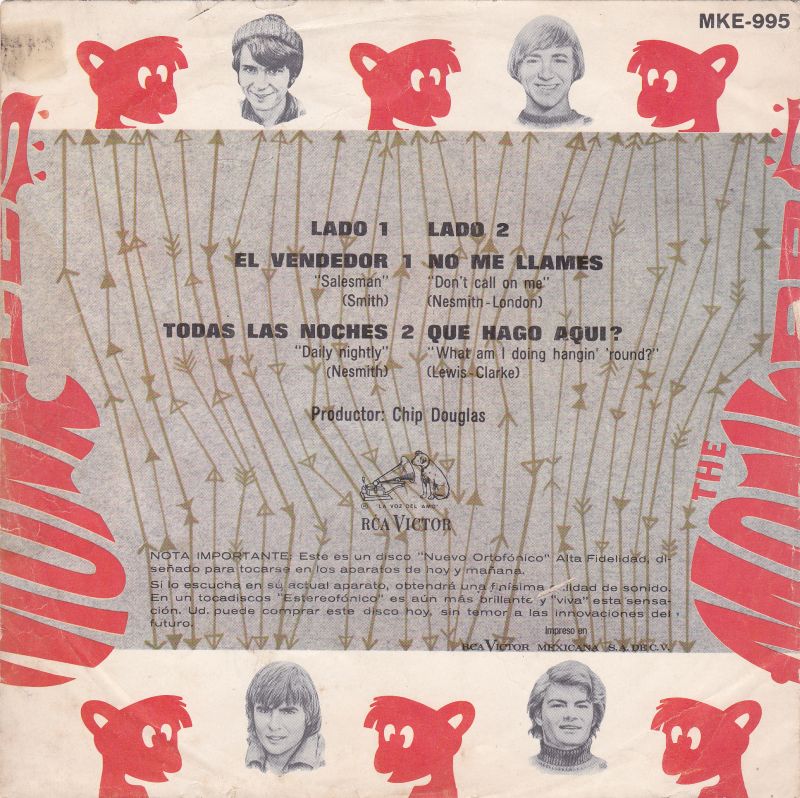 MKE-995
LADO 1 LADO 2
EL VENDEDOR 1 NO ME LLAMES
"Salesman" "Don't call on me"
(Smith) (Nesmith-London)
TODAS LAS NOCHES 2 QUE HAGO AQUI?
"Daily nightly" "What am I doing hangin' 'round?"
(Nesmith) (Lewis-Clarke)
Productor: Chip Douglas
"LA VOZ DEL AMO"
RCA VICTOR
NOTA IMPORTANTE: Este es un disco "Nuevo Ortofónico" Alta Fidelidad, di-
señado para tocarse en los aparatos de hoy y mañana.
Si lo escucha en su actual aparato, obtendrá una finísima calidad de sonido.
En un tocadiscos "Estereofónico" es aún más brillante y "viva" esta sensa-
ción. Ud. puede comprar este disco hoy, sin temor a las innovaciones del
futuro.
Impreso en
RCA VICTOR MEXICANA S.A. DE C.V.
THE
MONKEES